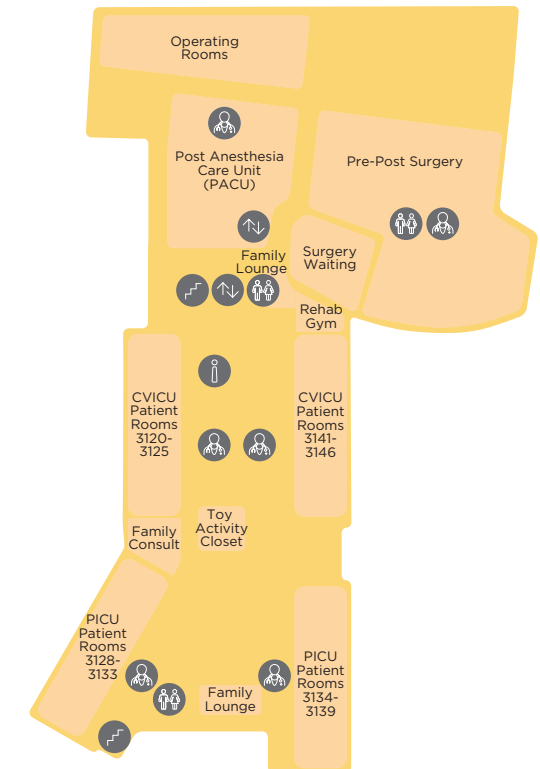 Operating
Rooms
Post Anesthesia
Care Unit
(PACU)
Pre-Post Surgery
Family
Lounge
Surgery
Waiting
Rehab
Gym
CVICU
Patient
Rooms
3120-
3125
CVICU
Patient
Rooms
3141-
3146
Toy
Activity
Closet
Family
Consult
PICU
Patient
Rooms
3128-
3133
Family
Lounge
PICU
Patient
Rooms
3134-
3139